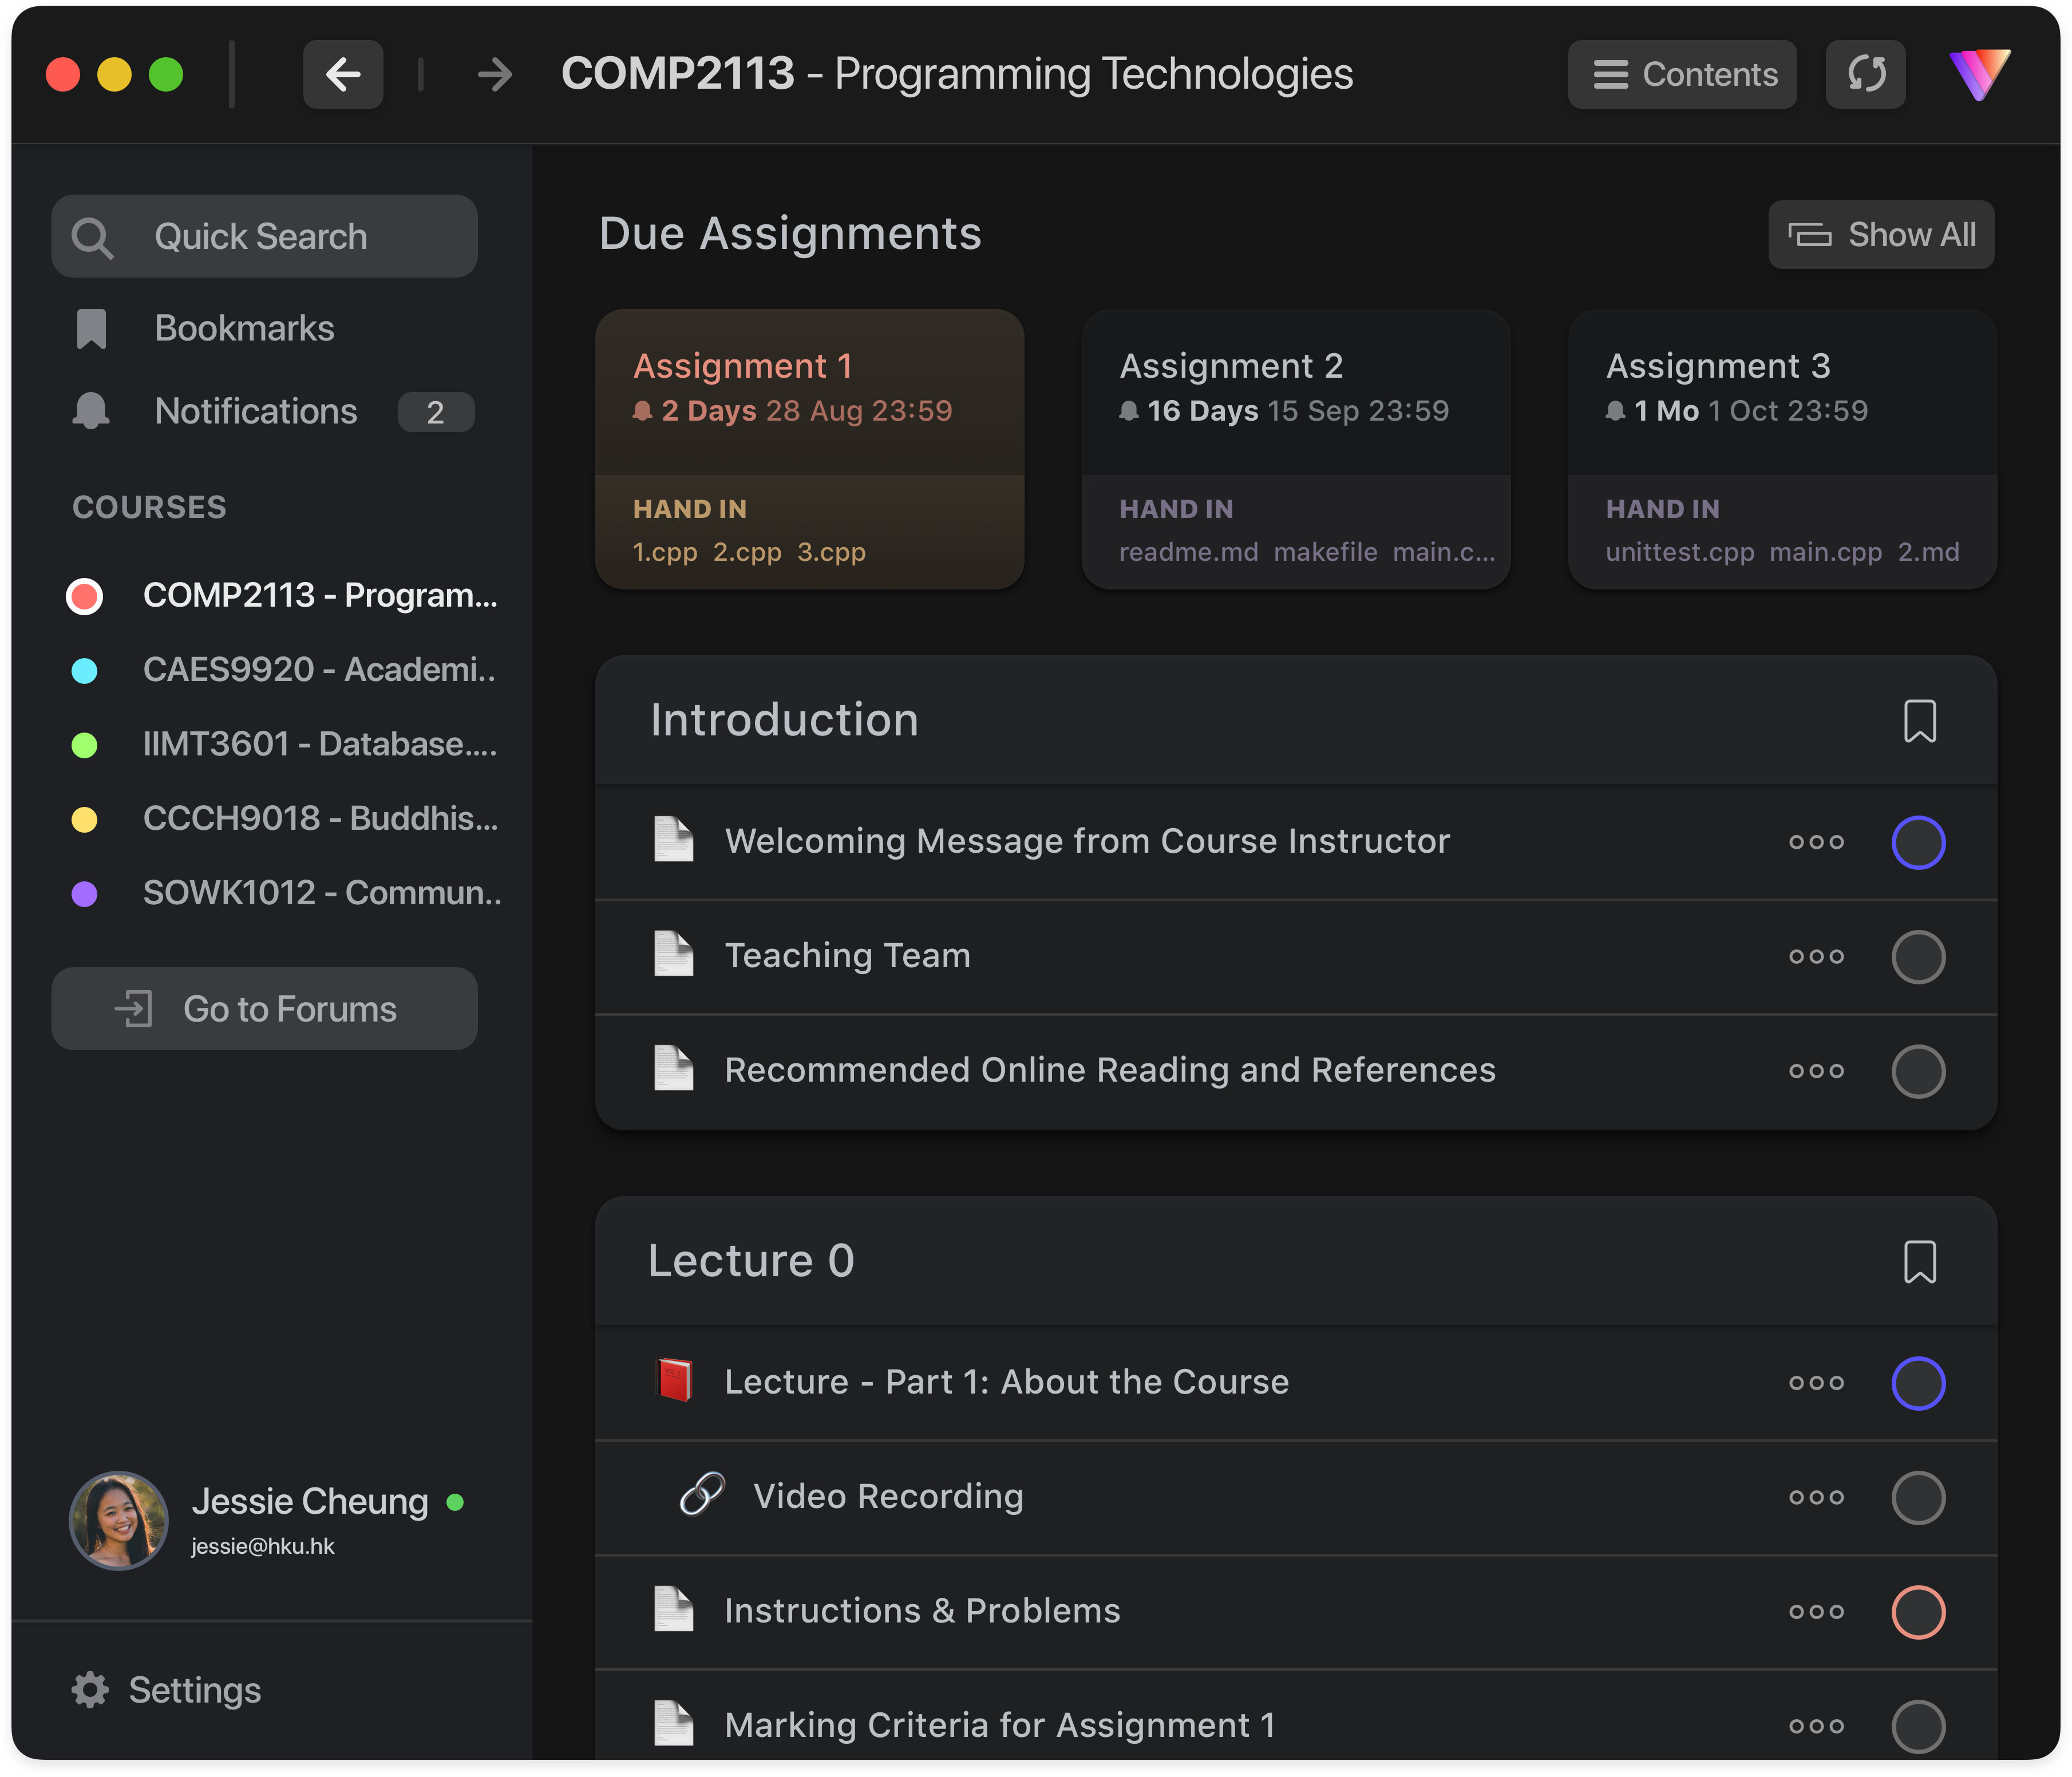 COMP2113 - Programming Technologies
Contents
Quick Search
Bookmarks
Notifications 2
COURSES
COMP2113 - Program...
CAES9920 - Academi..
IIMT3601 - Database....
CCCH9018 - Buddhis...
SOWK1012 - Commun..
Go to Forums
Jessie Cheung
jessie@hku.hk
Settings
Due Assignments
Show All
Assignment 1
2 Days 28 Aug 23:59
HAND IN
1.cpp 2.cpp 3.cpp
Assignment 2
16 Days 15 Sep 23:59
HAND IN
readme.md makefile main.c...
Assignment 3
1 Mo 1 Oct 23:59
HAND IN
unittest.cpp main.cpp 2.md
Introduction
Welcoming Message from Course Instructor
Teaching Team
Recommended Online Reading and References
Lecture 0
Lecture - Part 1: About the Course
Video Recording
Instructions & Problems
Marking Criteria for Assignment 1